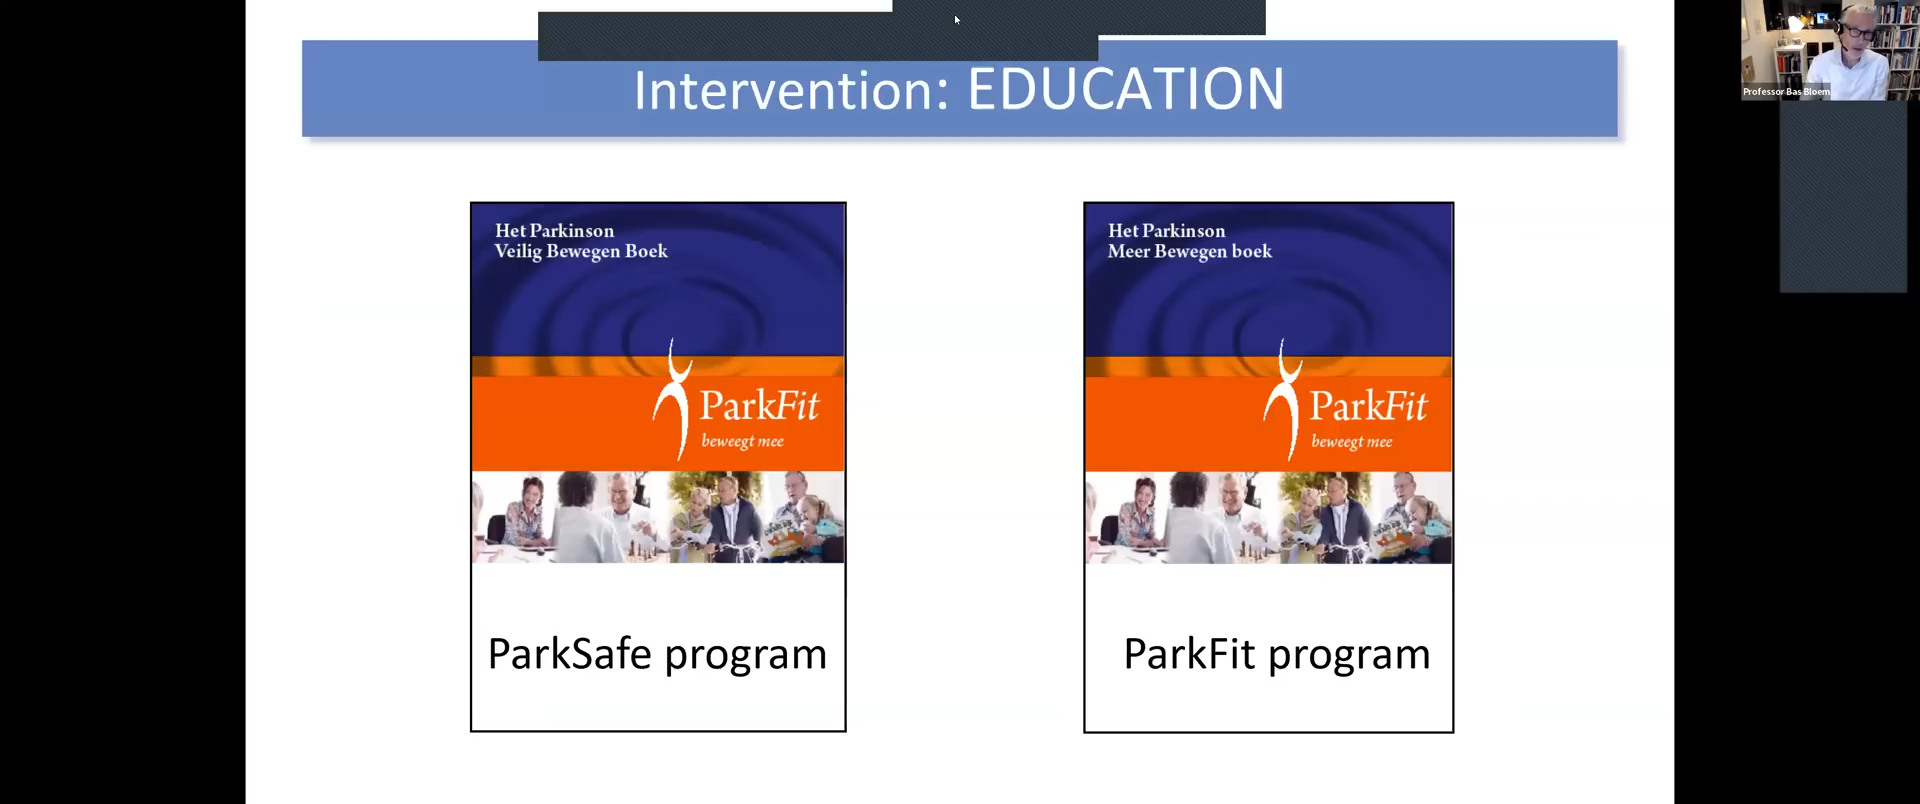 Intervention: EDUCATION
Professor Bas Bloem
Het Parkinson
Veilig Bewegen Boek
ParkFit
beweegt mee
ParkSafe program
Het Parkinson
Meer Bewegen boek
ParkFit
beweegt mee
ParkFit program